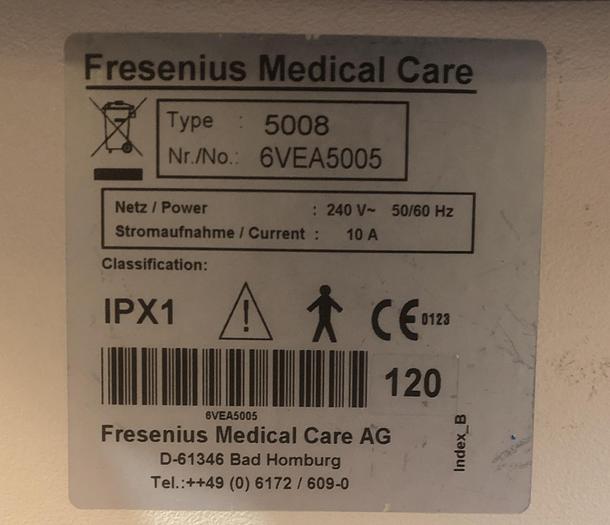 Fresenius Medical Care
Type : 5008
Nr./No.: 6VEA5005
Netz / Power : 240 V~ 50/60 Hz
Stromaufnahme / Current : 10 A
Classification:
IPX1
CE 0123
120
6VEA5005
Fresenius Medical Care AG
D-61346 Bad Homburg
Tel.:++49 (0) 6172 / 609-0
Index_B